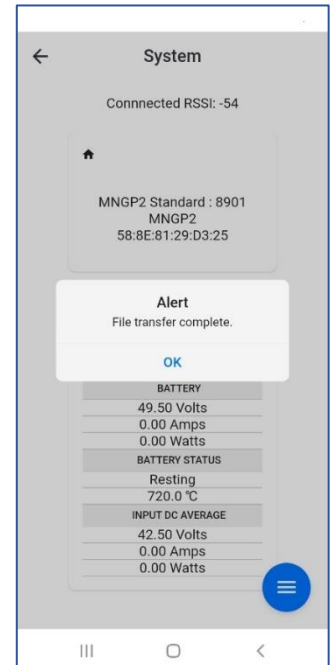 System
Connnected RSSI: -54
MNGP2 Standard : 8901
MNGP2
58:8E:81:29:D3:25
Alert
File transfer complete.
OK
BATTERY
49.50 Volts
0.00 Amps
0.00 Watts
BATTERY STATUS
Resting
720.0 °C
INPUT DC AVERAGE
42.50 Volts
0.00 Amps
0.00 Watts